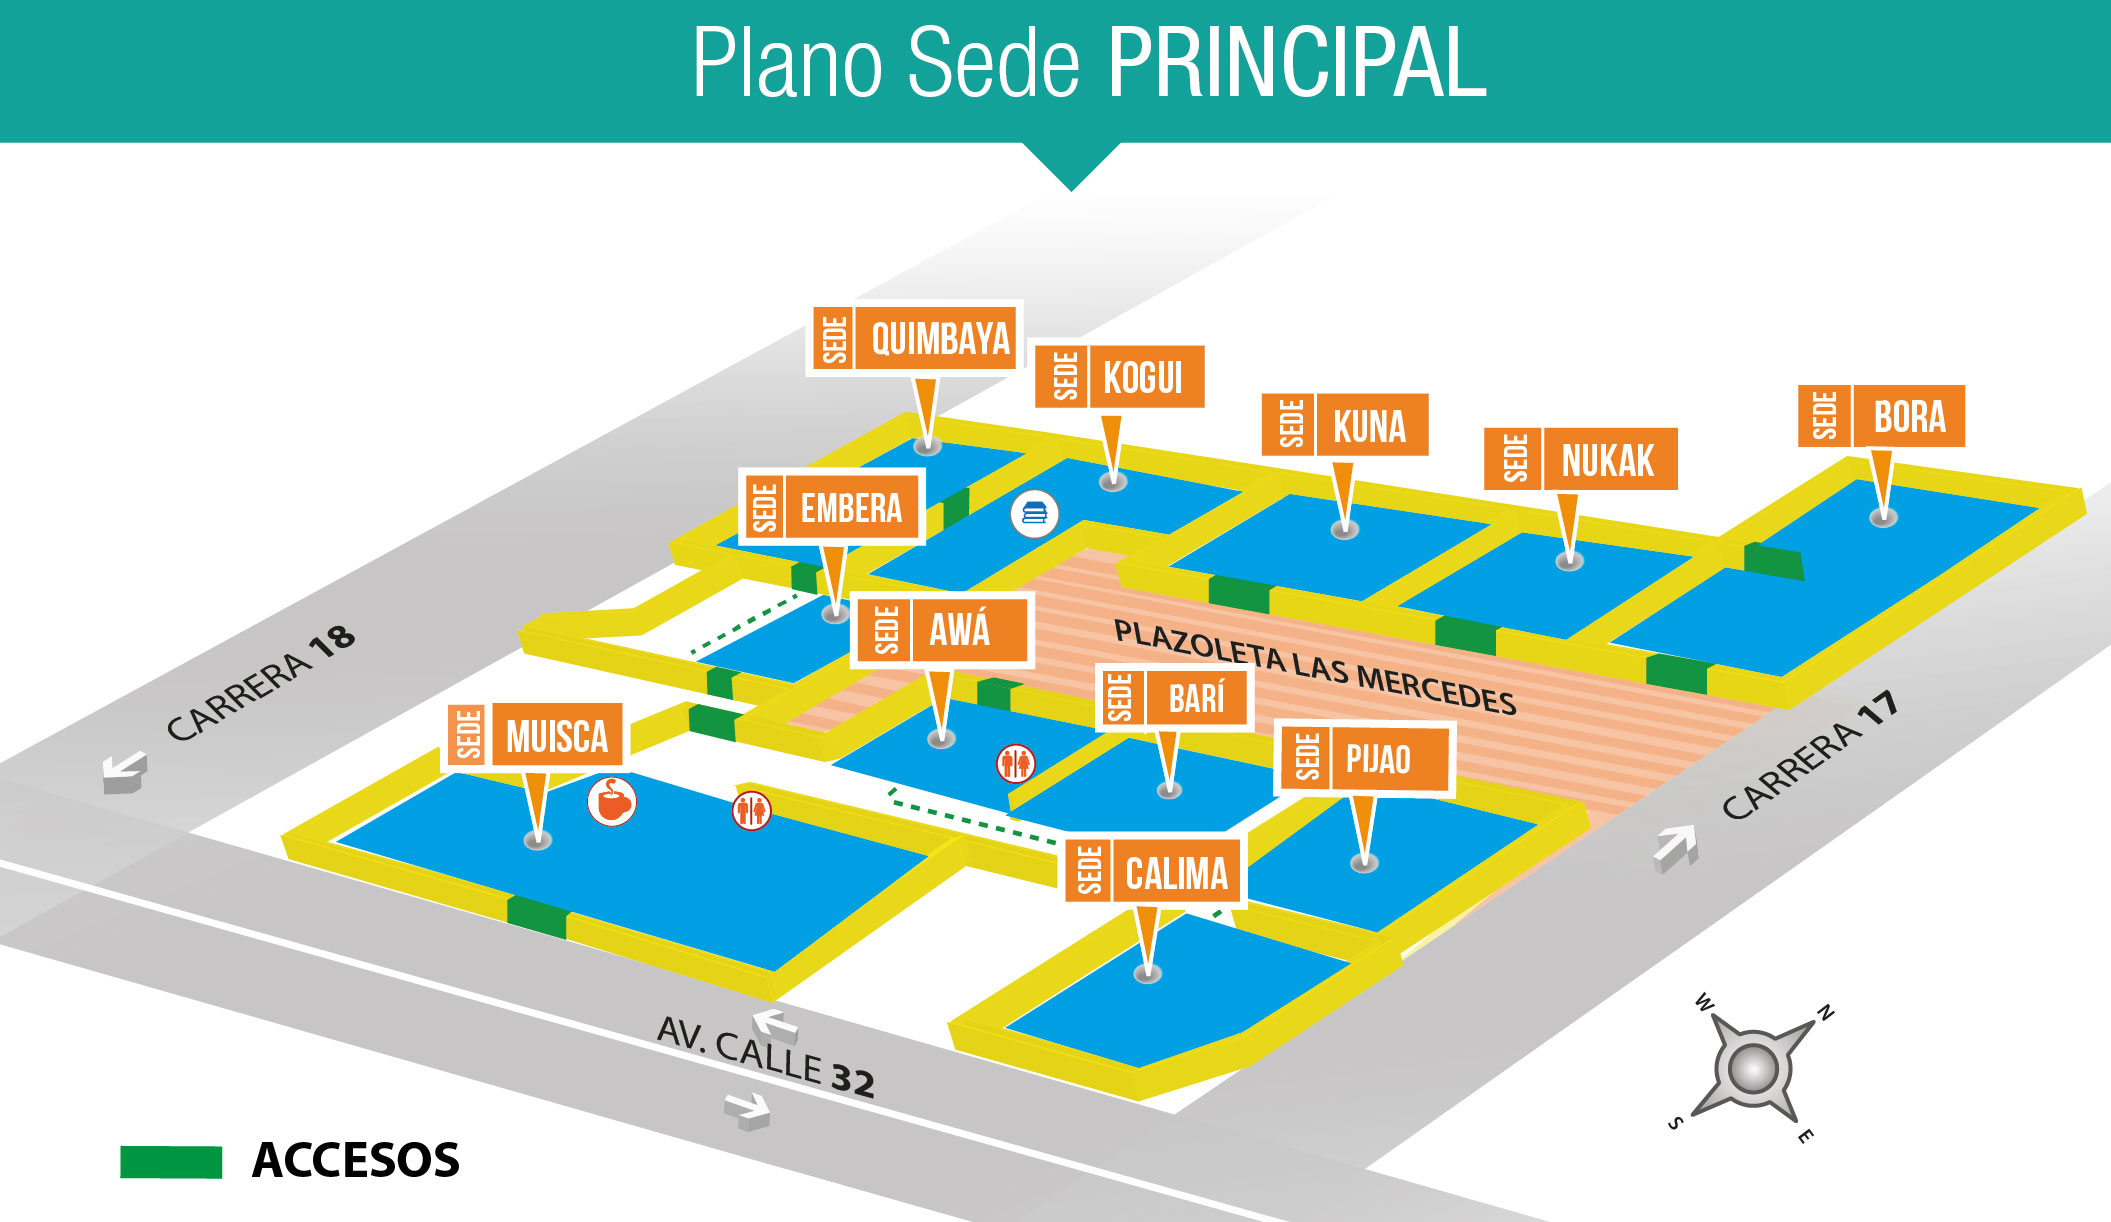 Plano Sede PRINCIPAL
SEDE QUIMBAYA
SEDE KOGUI
SEDE KUNA
SEDE NUKAK
SEDE BORA
SEDE EMBERA
SEDE AWÁ
SEDE BARÍ
SEDE MUISCA
SEDE PIJAO
SEDE CALIMA
PLAZOLETA LAS MERCEDES
CARRERA 18
CARRERA 17
AV. CALLE 32
W
N
S
E
ACCESOS